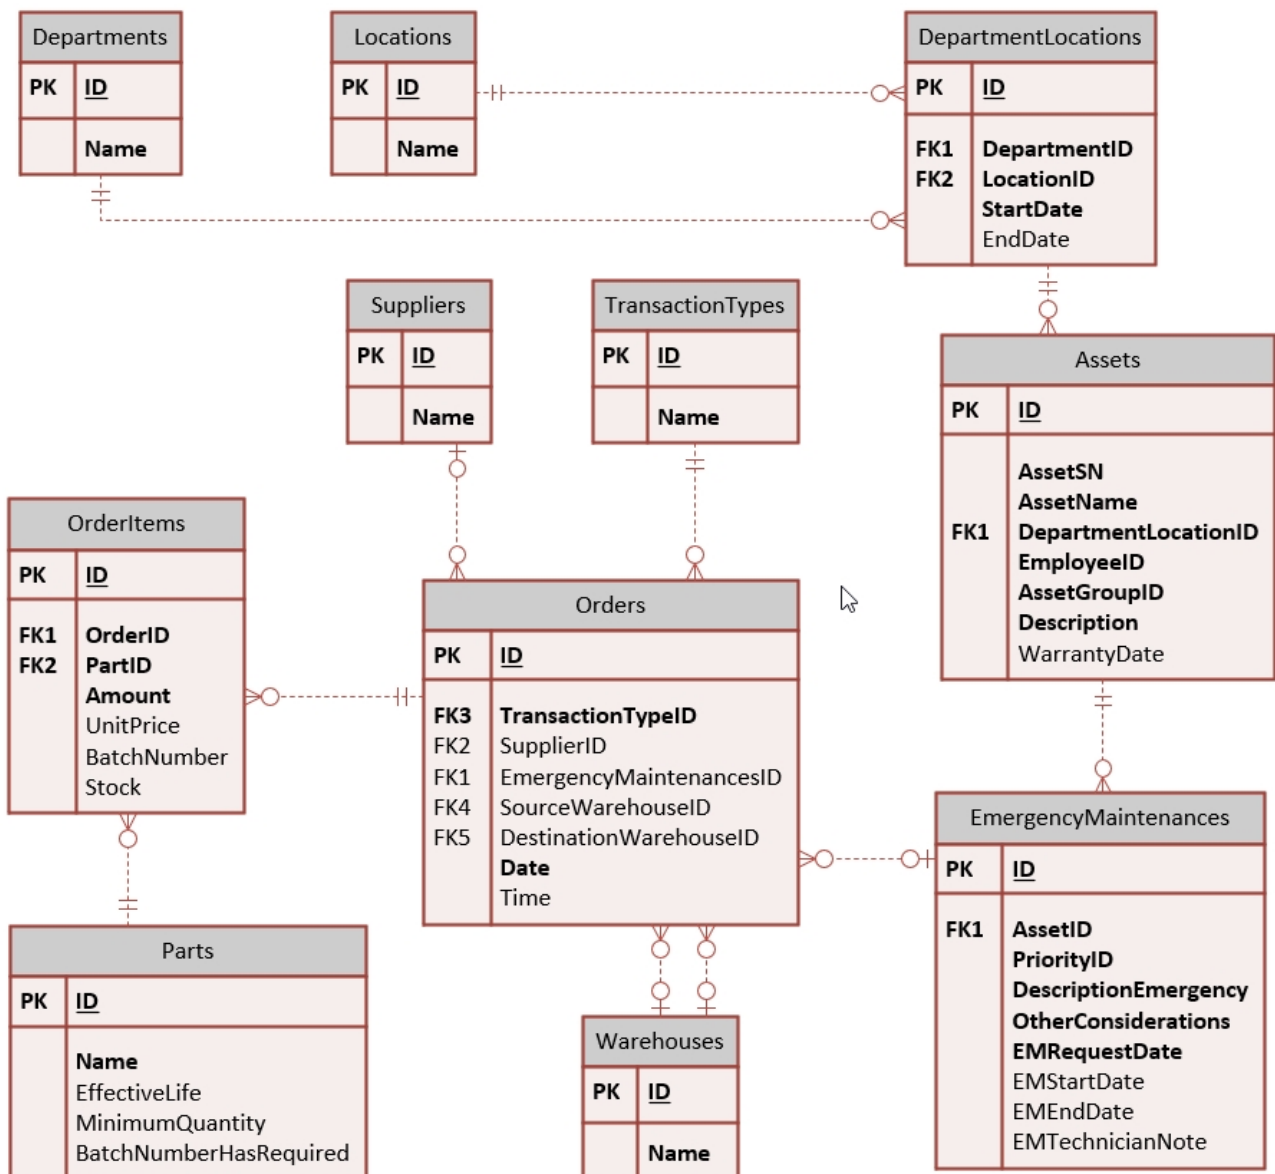 Departments
PK ID
Name
Locations
PK ID
Name
DepartmentLocations
PK ID
FK1 DepartmentID
FK2 LocationID
StartDate
EndDate
Suppliers
PK ID
Name
TransactionTypes
PK ID
Name
Assets
PK ID
AssetSN
AssetName
FK1 DepartmentLocationID
EmployeeID
AssetGroupID
Description
WarrantyDate
OrderItems
PK ID
FK1 OrderID
FK2 PartID
Amount
UnitPrice
BatchNumber
Stock
Orders
PK ID
FK3 TransactionTypeID
FK2 SupplierID
FK1 EmergencyMaintenancesID
FK4 SourceWarehouseID
FK5 DestinationWarehouseID
Date
Time
EmergencyMaintenances
PK ID
FK1 AssetID
PriorityID
DescriptionEmergency
OtherConsiderations
EMRequestDate
EMStartDate
EMEndDate
EMTechnicianNote
Parts
PK ID
Name
EffectiveLife
MinimumQuantity
BatchNumberHasRequired
Warehouses
PK ID
Name